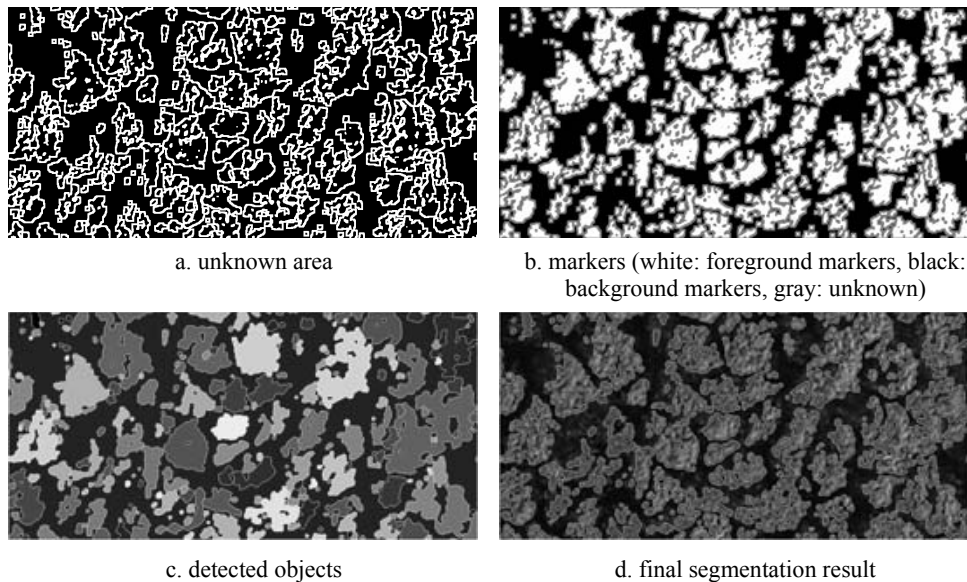 a. unknown area
b. markers (white: foreground markers, black:
background markers, gray: unknown)
c. detected objects
d. final segmentation result